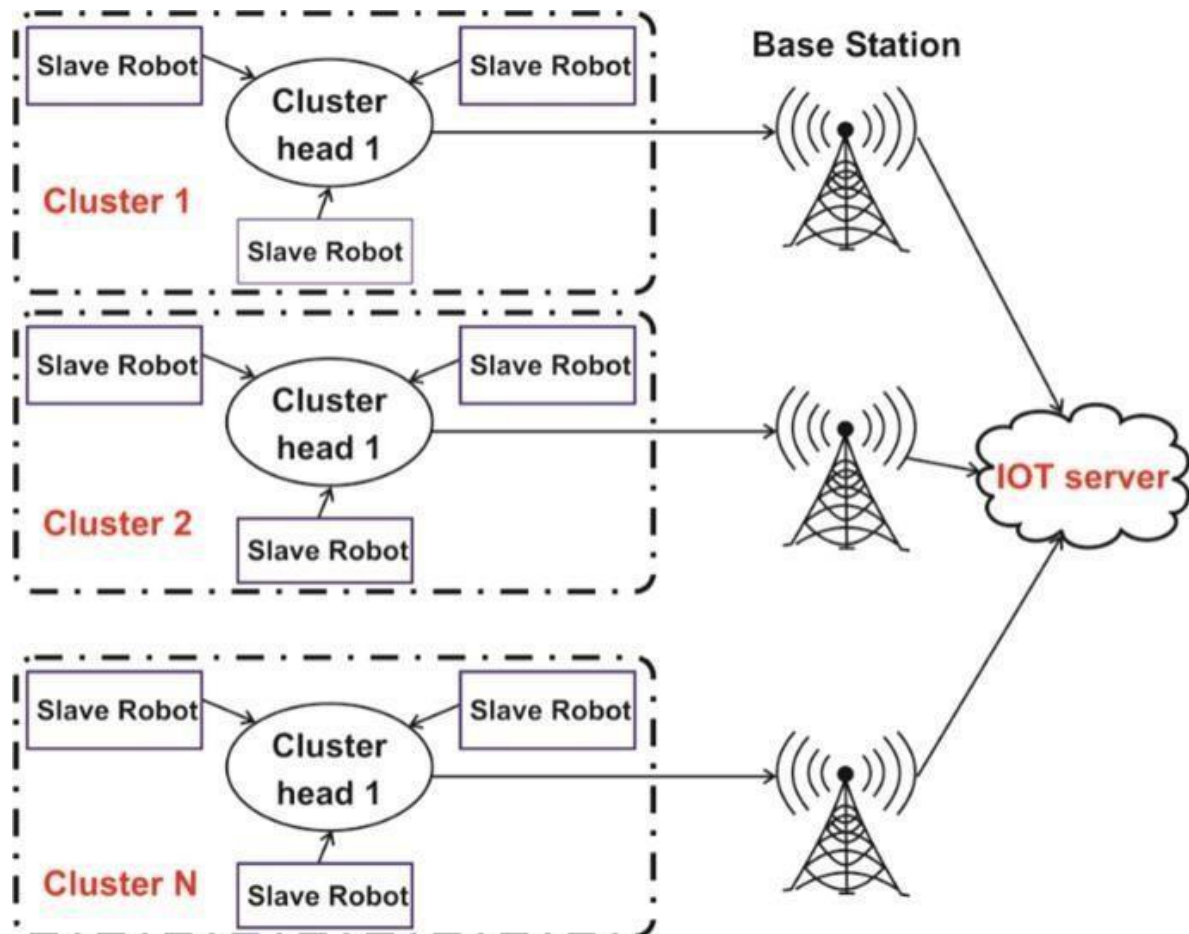 Slave Robot
Slave Robot
Base Station
Cluster
head 1
Cluster 1
Slave Robot
Slave Robot
Slave Robot
Cluster
head 1
IOT server
Cluster 2
Slave Robot
Slave Robot
Slave Robot
Cluster
head 1
Cluster N
Slave Robot